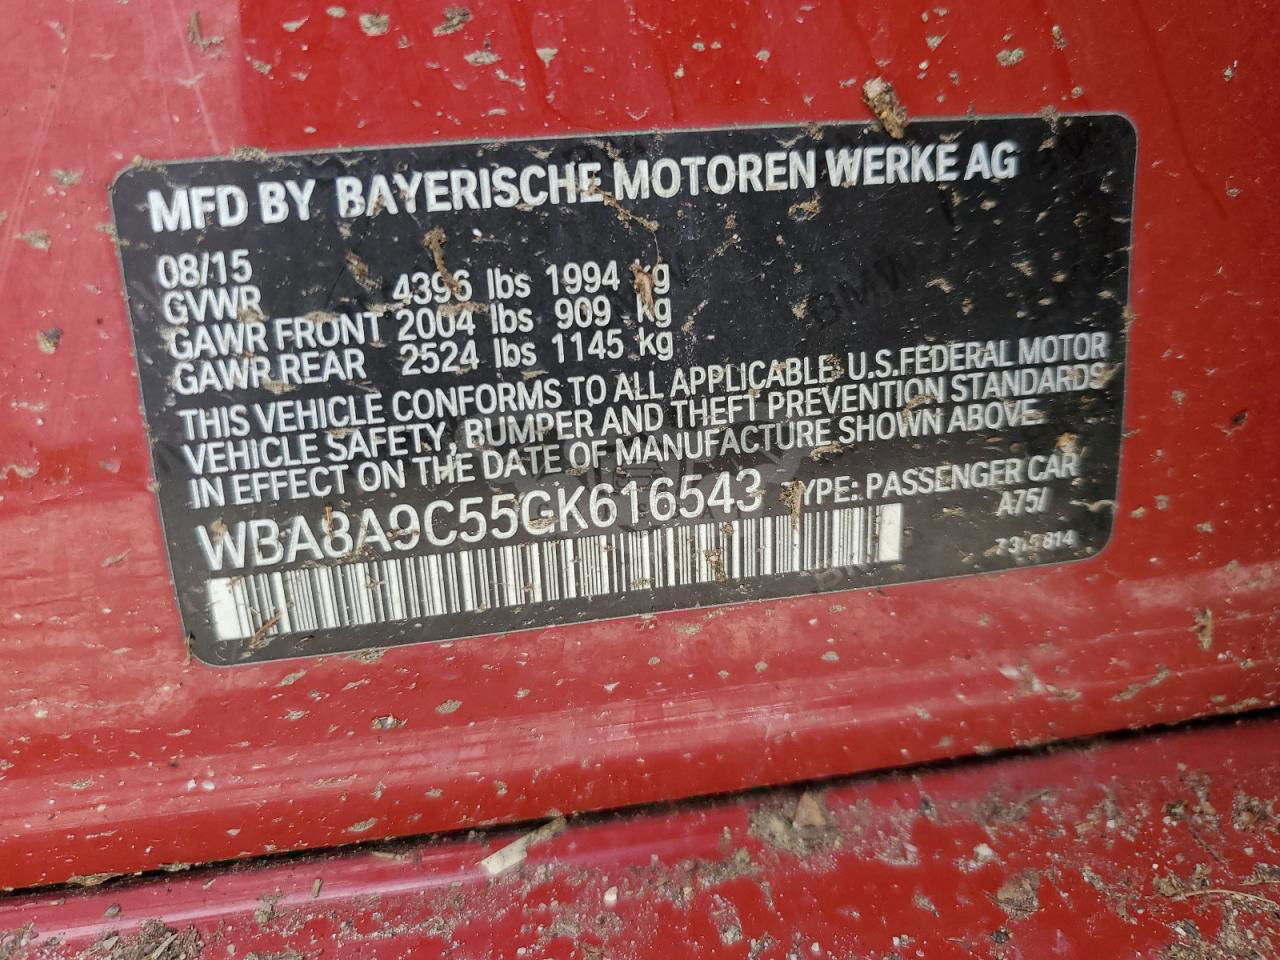 MFD BY BAYERISCHE MOTOREN WERKE AG
08/15
GVWR 4396 lbs 1994 kg
GAWR FRONT 2004 lbs 909 kg
GAWR REAR 2524 lbs 1145 kg
THIS VEHICLE CONFORMS TO ALL APPLICABLE U.S.FEDERAL MOTOR
VEHICLE SAFETY, BUMPER AND THEFT PREVENTION STANDARDS
IN EFFECT ON THE DATE OF MANUFACTURE SHOWN ABOVE.
WBA8A9C55GK616543 TYPE: PASSENGER CAR
A75/